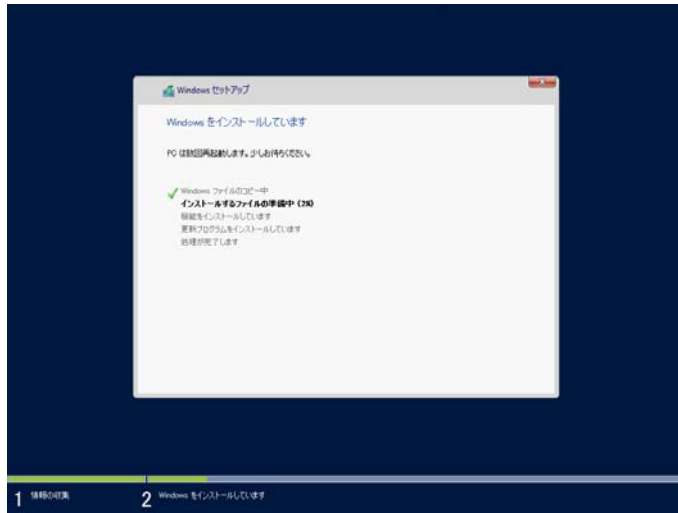 Windows セットアップ
Windows をインストールしています
PC は数回再起動します。少しお待ちください。
Windows ファイルのコピー中
インストールするファイルの準備中 (2%)
機能をインストールしています
更新プログラムをインストールしています
処理が完了します
1 情報の収集
2 Windows をインストールしています